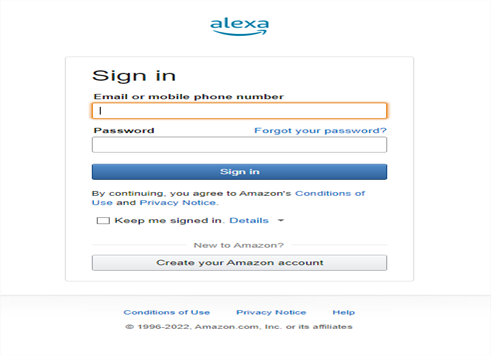 alexa
Sign in
Email or mobile phone number
Password Forgot your password?
Sign in
By continuing, you agree to Amazon's Conditions of
Use and Privacy Notice.
Keep me signed in. Details
New to Amazon?
Create your Amazon account
Conditions of Use Privacy Notice Help
© 1996-2022, Amazon.com, Inc. or its affiliates